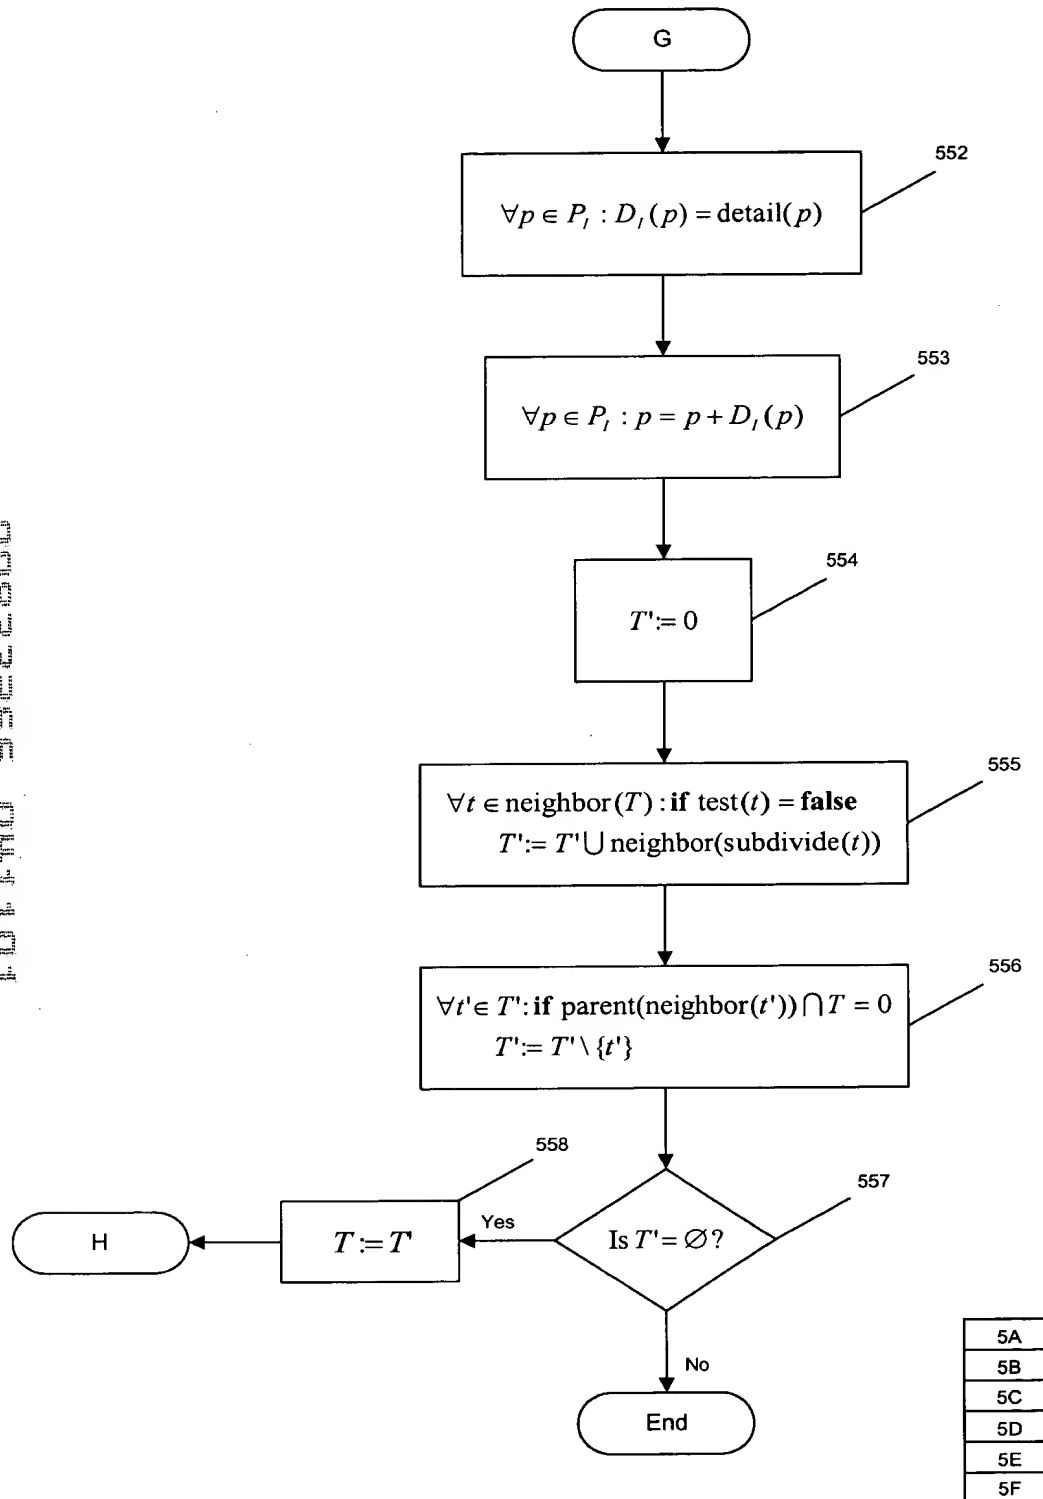 G
552
∀p ∈ P_l : D_l(p) = detail(p)
553
∀p ∈ P_l : p = p + D_l(p)
554
T' := 0
555
∀t ∈ neighbor(T) : if test(t) = false
T' := T' ⋃ neighbor(subdivide(t))
556
∀t' ∈ T' : if parent(neighbor(t')) ⋂ T = 0
T' := T' \ {t'}
558
557
H
T := T'
Yes
Is T' = ∅?
No
End
5A
5B
5C
5D
5E
5F